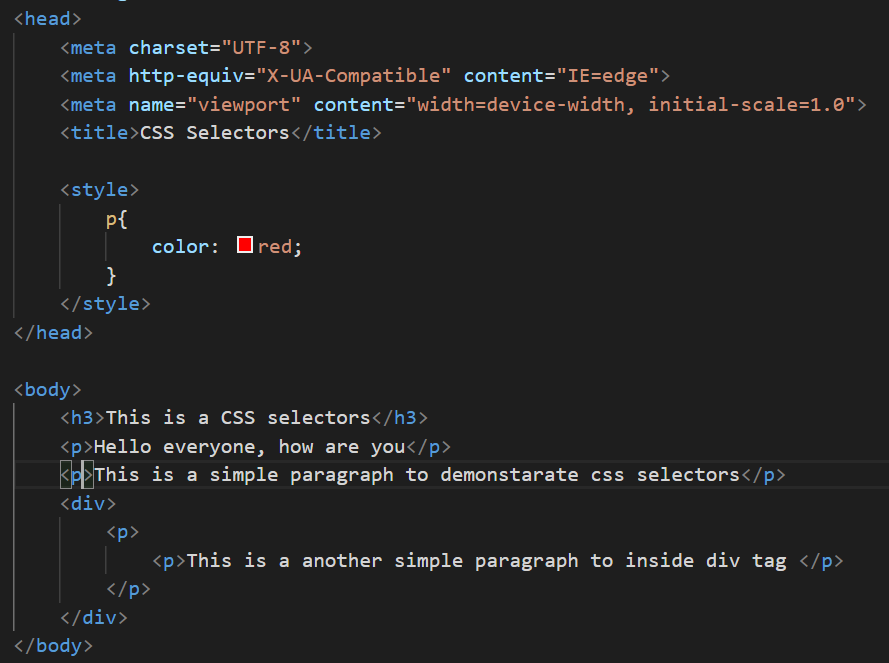 <head>
    <meta charset="UTF-8">
    <meta http-equiv="X-UA-Compatible" content="IE=edge">
    <meta name="viewport" content="width=device-width, initial-scale=1.0">
    <title>CSS Selectors</title>

    <style>
        p{
            color: red;
        }
    </style>
</head>

<body>
    <h3>This is a CSS selectors</h3>
    <p>Hello everyone, how are you</p>
    <p>This is a simple paragraph to demonstarate css selectors</p>
    <div>
        <p>
            <p>This is a another simple paragraph to inside div tag </p>
        </p>
    </div>
</body>